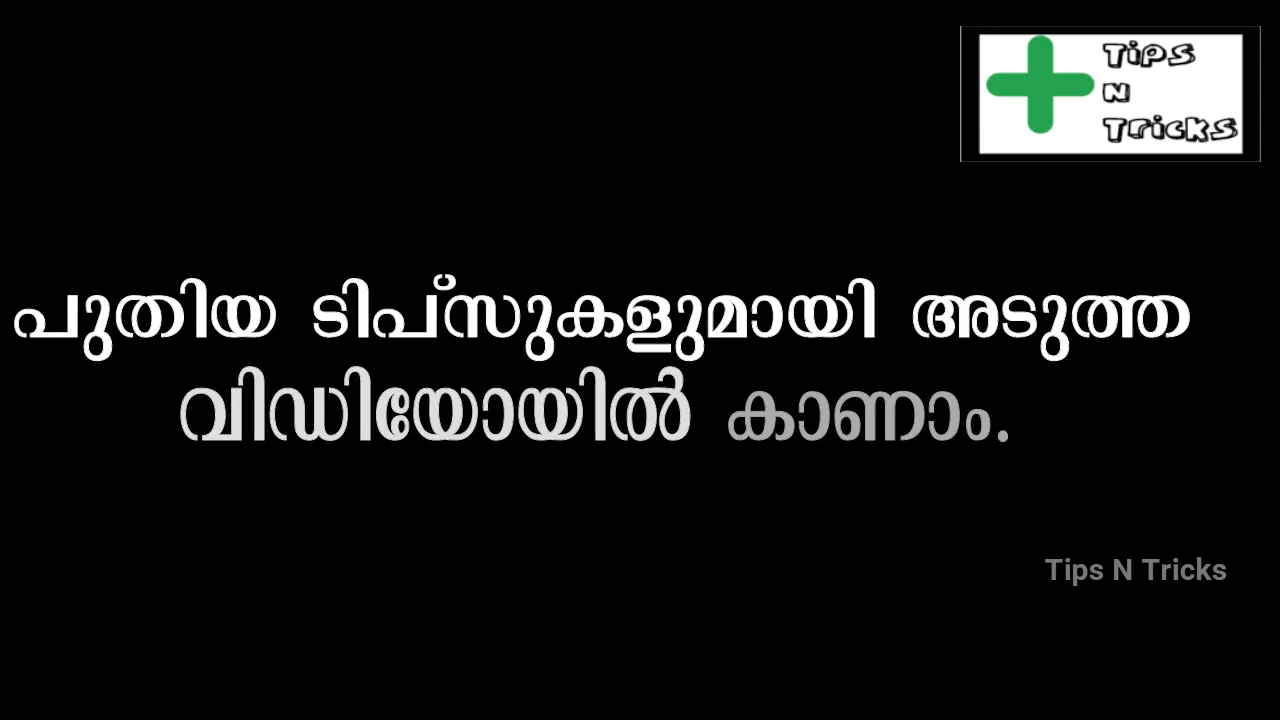 Tips
N
Tricks
പുതിയ ടിപ്സുകളുമായി അടുത്ത
വിഡിയോയിൽ കാണാം.
Tips N Tricks